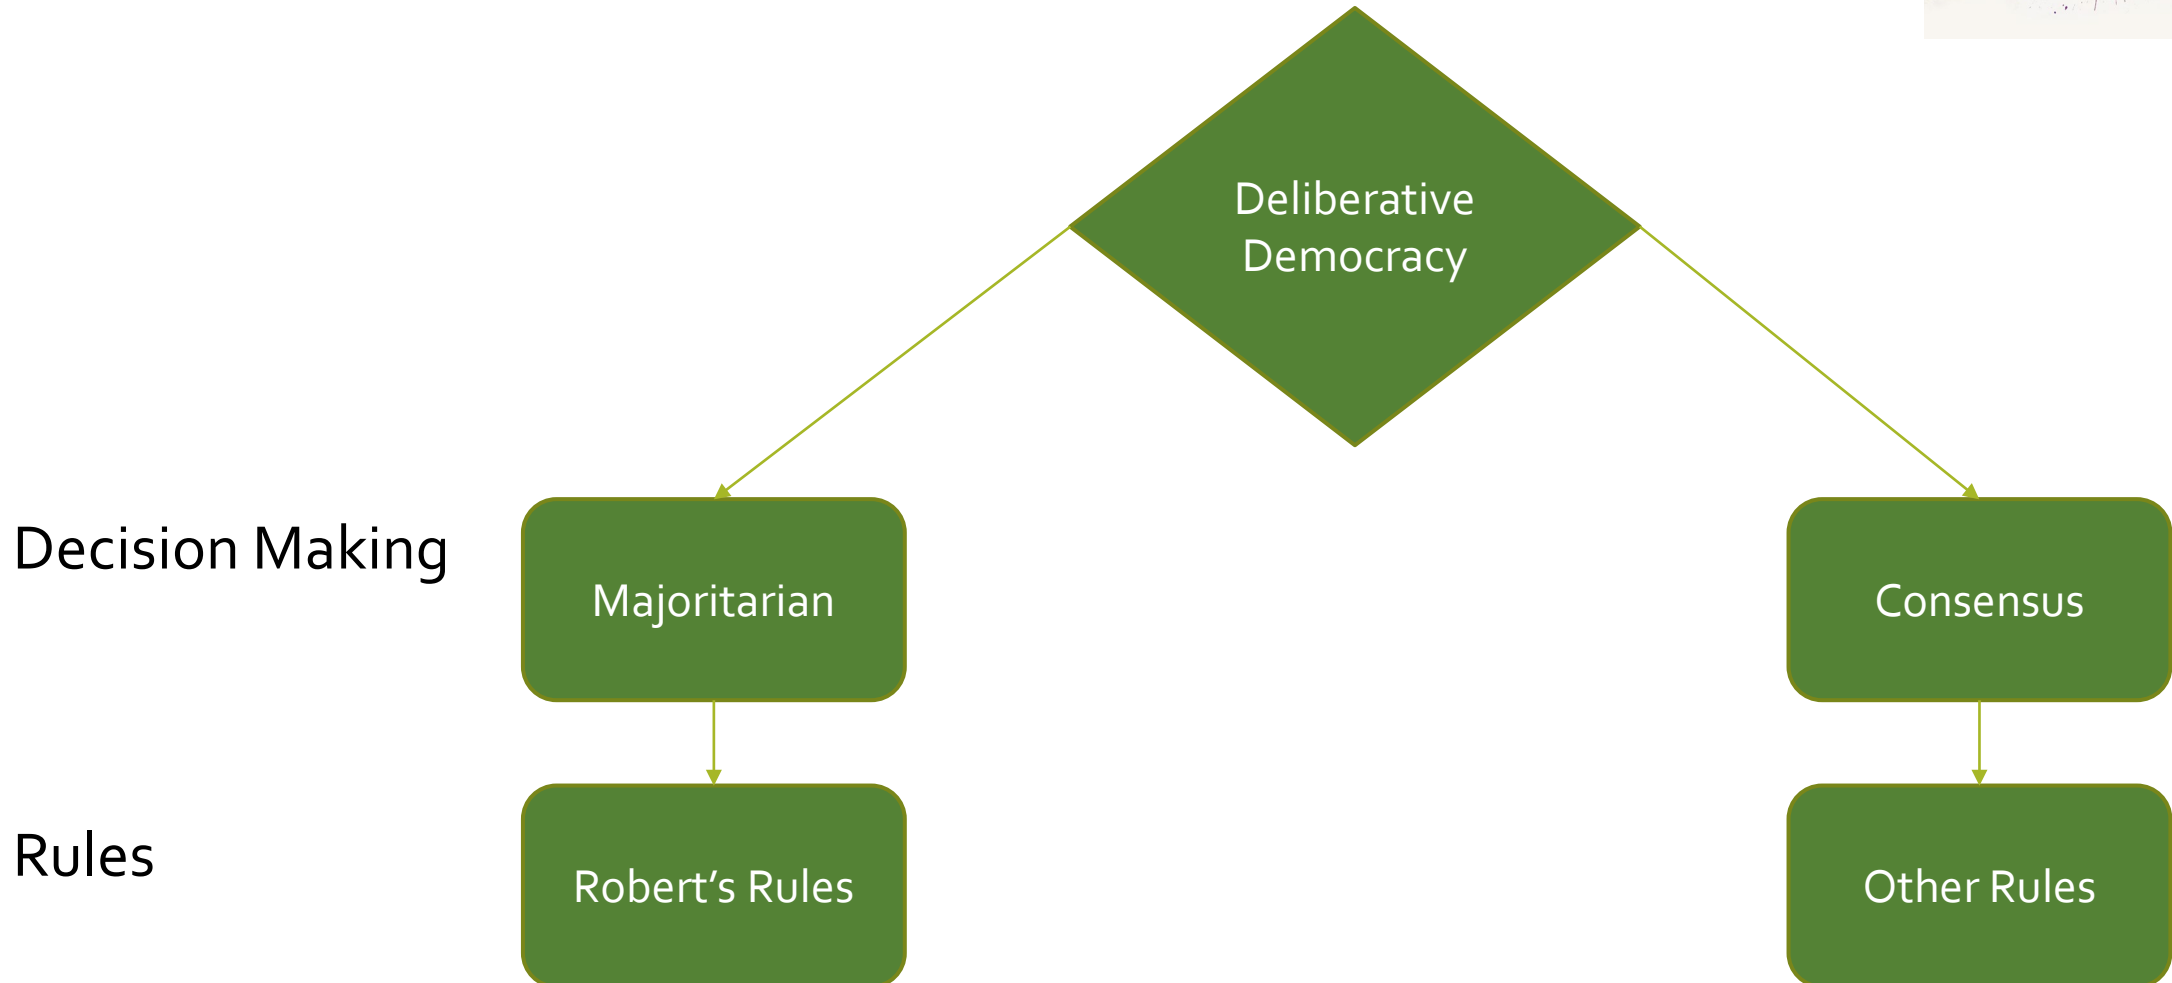 Deliberative
Democracy
Decision Making
Majoritarian
Consensus
Rules
Robert’s Rules
Other Rules